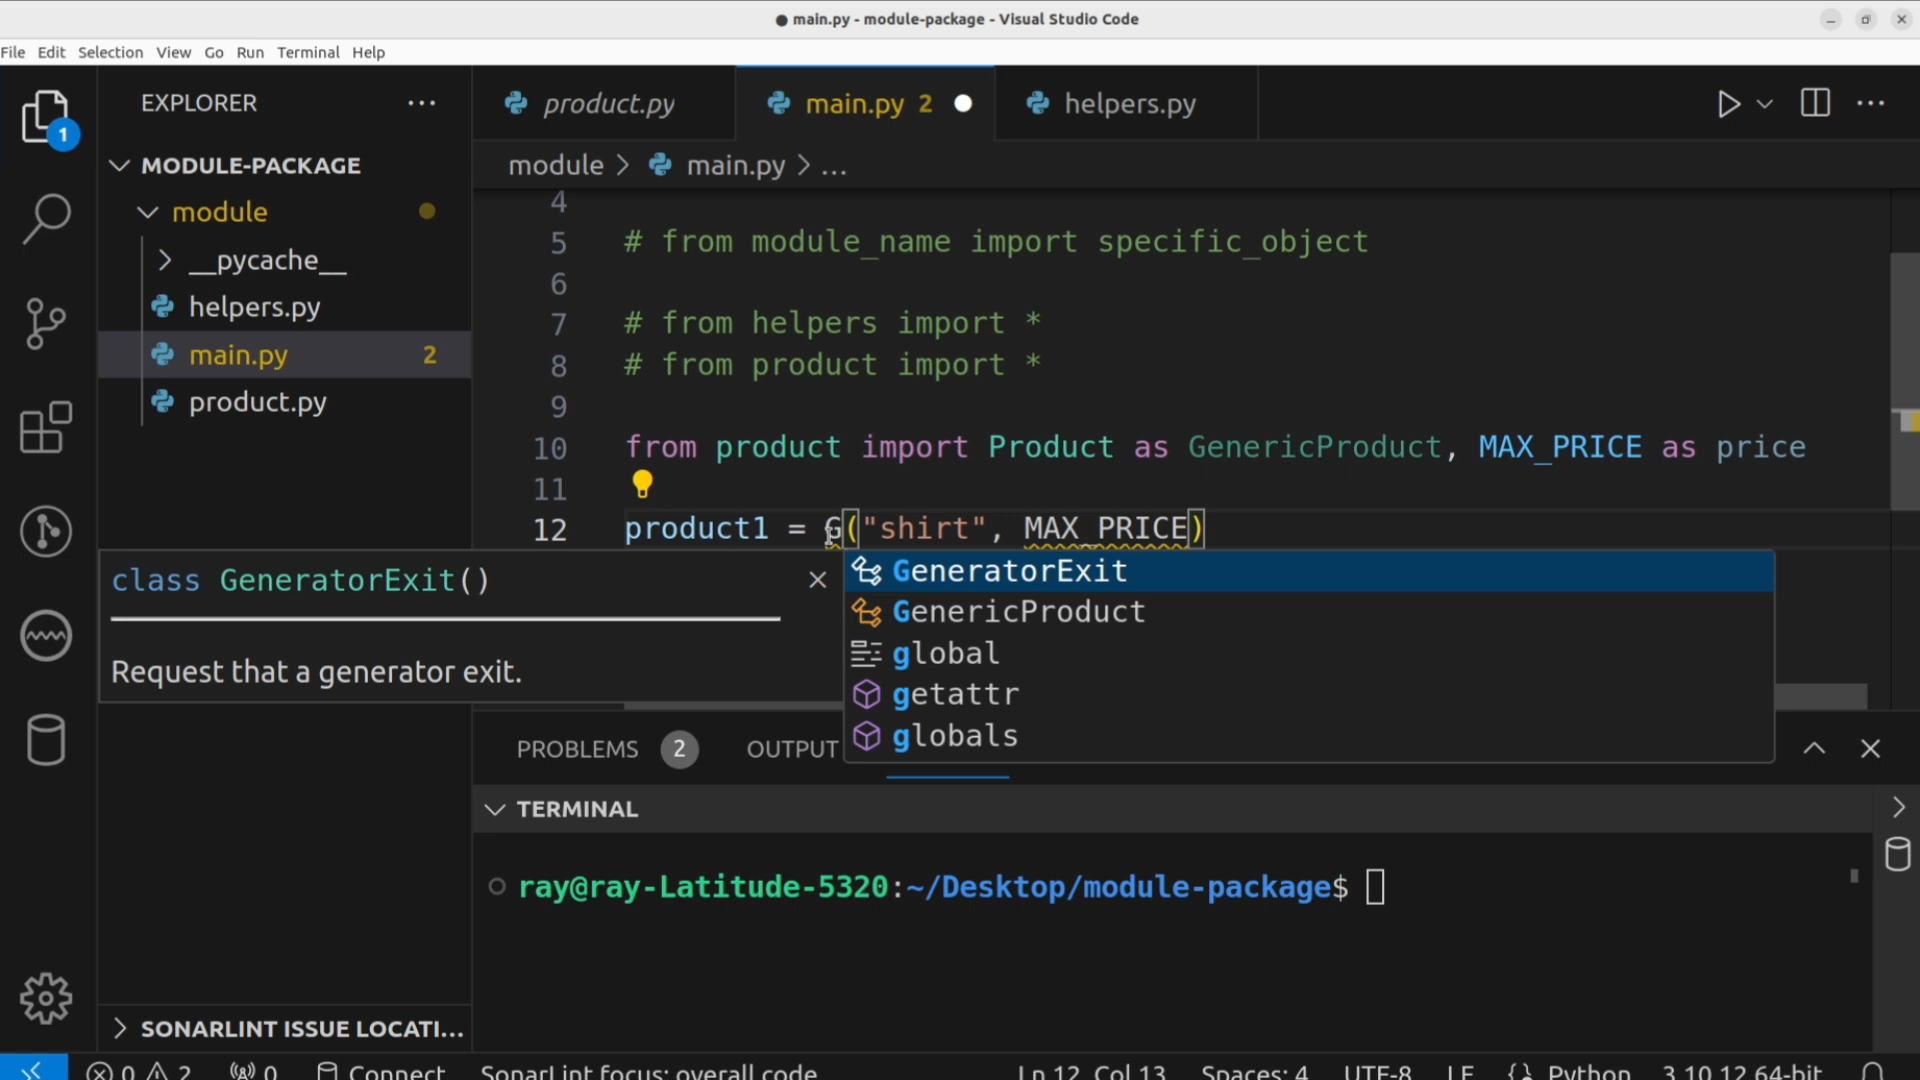 main.py - module-package - Visual Studio Code
File Edit Selection View Go Run Terminal Help
1
EXPLORER
MODULE-PACKAGE
module
__pycache__
helpers.py
main.py 2
product.py
SONARLINT ISSUE LOCATI...
product.py
main.py 2
helpers.py
module > main.py > ...
4
5 # from module_name import specific_object
6
7 # from helpers import *
8 # from product import *
9
10 from product import Product as GenericProduct, MAX_PRICE as price
11
12 product1 = G("shirt", MAX_PRICE)
class GeneratorExit()
Request that a generator exit.
GeneratorExit
GenericProduct
global
getattr
globals
PROBLEMS 2 OUTPUT
TERMINAL
ray@ray-Latitude-5320:~/Desktop/module-package$
0 2 0 Connect SonarLint focus: overall code Ln 12, Col 13 Spaces: 4 UTF-8 LF {} Python 3.10.12 64-bit